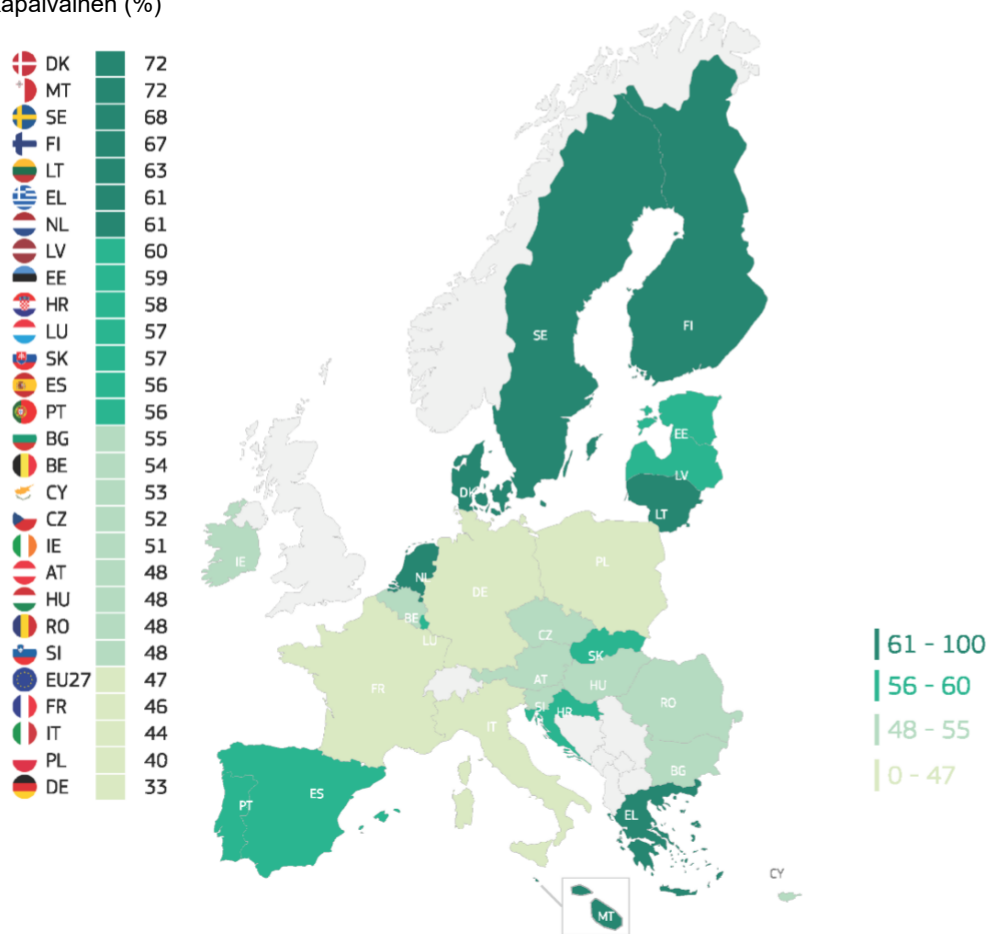 kapäiväinen (%)
DK 72
MT 72
SE 68
FI 67
LT 63
EL 61
NL 61
LV 60
EE 59
HR 58
LU 57
SK 57
ES 56
PT 56
BG 55
BE 54
CY 53
CZ 52
IE 51
AT 48
HU 48
RO 48
SI 48
EU27 47
FR 46
IT 44
PL 40
DE 33
SE
FI
EE
LV
DK
LT
IE
NL
PL
DE
BE
CZ
LU
SK
AT
HU
FR
RO
SI
HR
IT
BG
ES
PT
EL
CY
MT
61 - 100
56 - 60
48 - 55
0 - 47